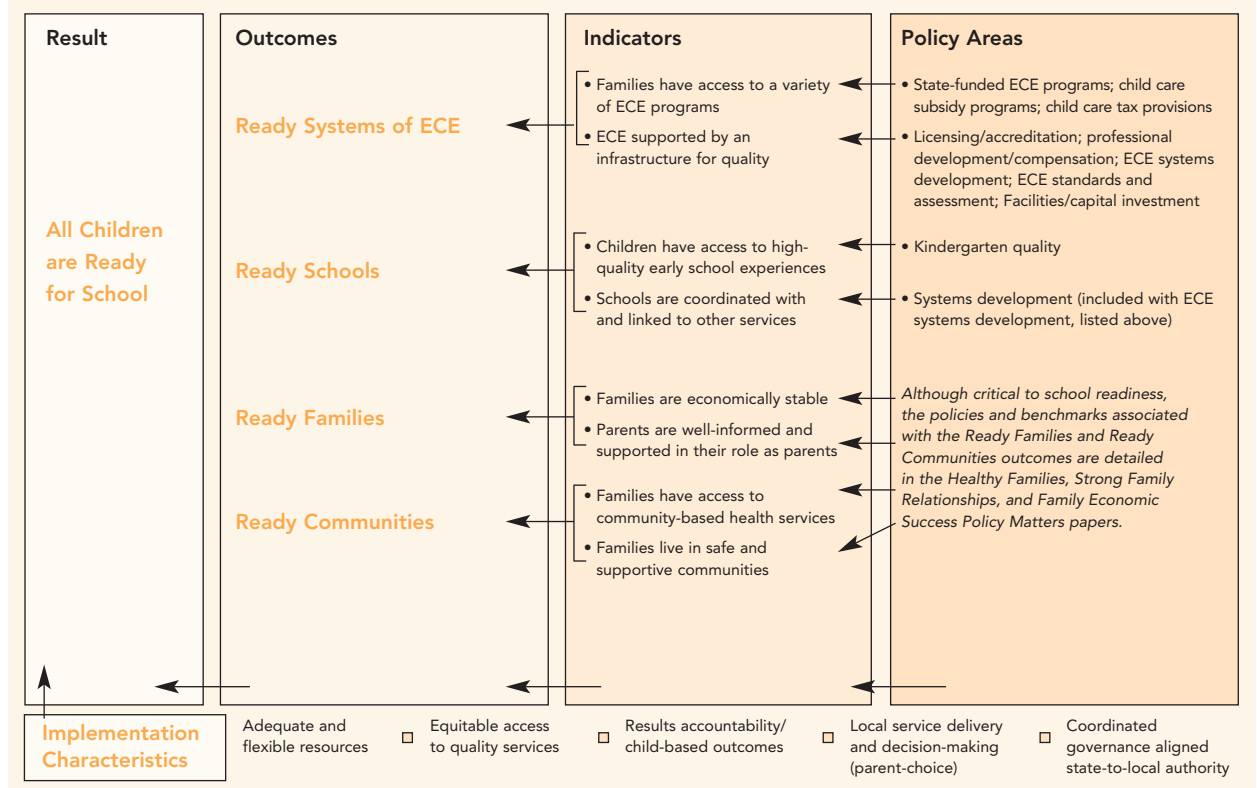 Result
All Children
are Ready
for School
Outcomes
Ready Systems of ECE
Ready Schools
Ready Families
Ready Communities
Indicators
• Families have access to a variety
of ECE programs
• ECE supported by an
infrastructure for quality
• Children have access to high-
quality early school experiences
• Schools are coordinated with
and linked to other services
• Families are economically stable
• Parents are well-informed and
supported in their role as parents
• Families have access to
community-based health services
• Families live in safe and
supportive communities
Policy Areas
• State-funded ECE programs; child care
subsidy programs; child care tax provisions
• Licensing/accreditation; professional
development/compensation; ECE systems
development; ECE standards and
assessment; Facilities/capital investment
• Kindergarten quality
• Systems development (included with ECE
systems development, listed above)
Although critical to school readiness,
the policies and benchmarks associated
with the Ready Families and Ready
Communities outcomes are detailed
in the Healthy Families, Strong Family
Relationships, and Family Economic
Success Policy Matters papers.
Implementation
Characteristics
Adequate and
flexible resources
Equitable access
to quality services
Results accountability/
child-based outcomes
Local service delivery
and decision-making
(parent-choice)
Coordinated
governance aligned
state-to-local authority